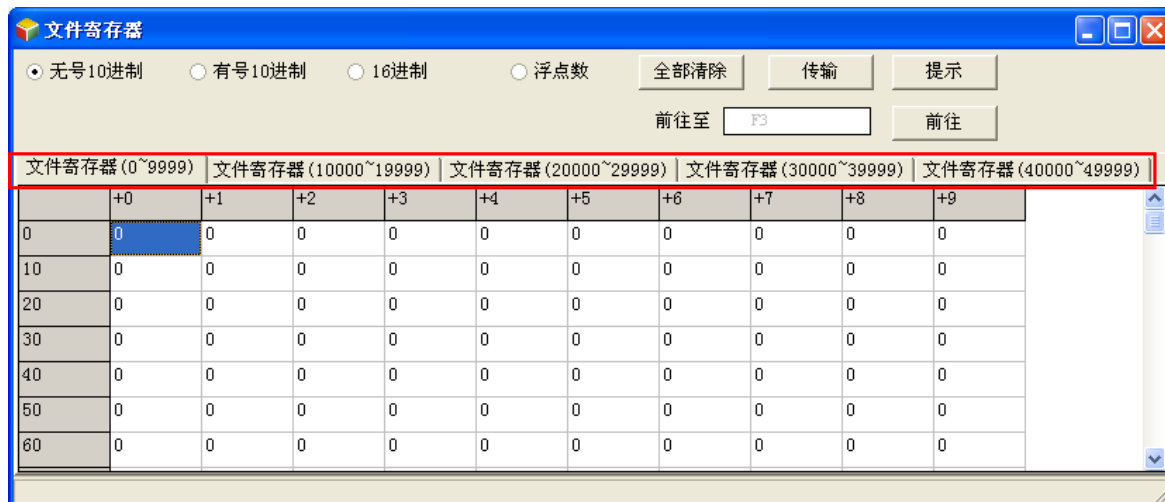 文件寄存器
无号10进制 有号10进制 16进制 浮点数 全部清除 传输 提示
前往至 F3 前往
文件寄存器(0~9999) 文件寄存器(10000~19999) 文件寄存器(20000~29999) 文件寄存器(30000~39999) 文件寄存器(40000~49999)
+0 +1 +2 +3 +4 +5 +6 +7 +8 +9
0 0 0 0 0 0 0 0 0 0 0
10 0 0 0 0 0 0 0 0 0 0
20 0 0 0 0 0 0 0 0 0 0
30 0 0 0 0 0 0 0 0 0 0
40 0 0 0 0 0 0 0 0 0 0
50 0 0 0 0 0 0 0 0 0 0
60 0 0 0 0 0 0 0 0 0 0